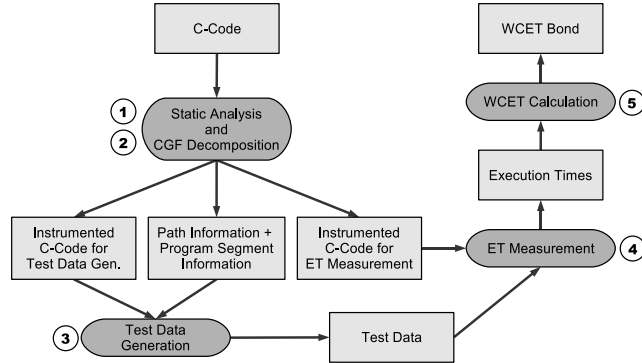 C-Code
WCET Bond
1
Static Analysis
and
2
CGF Decomposition
WCET Calculation
5
Execution Times
Instrumented
C-Code for
Test Data Gen.
Path Information +
Program Segment
Information
Instrumented
C-Code for
ET Measurement
ET Measurement
4
3
Test Data
Generation
Test Data